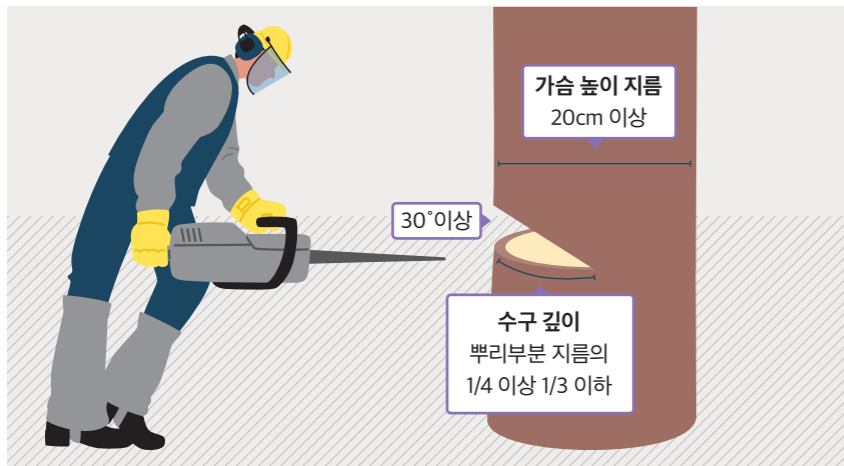 가슴 높이 지름
20cm 이상
30°이상
수구 깊이
뿌리부분 지름의
1/4 이상 1/3 이하